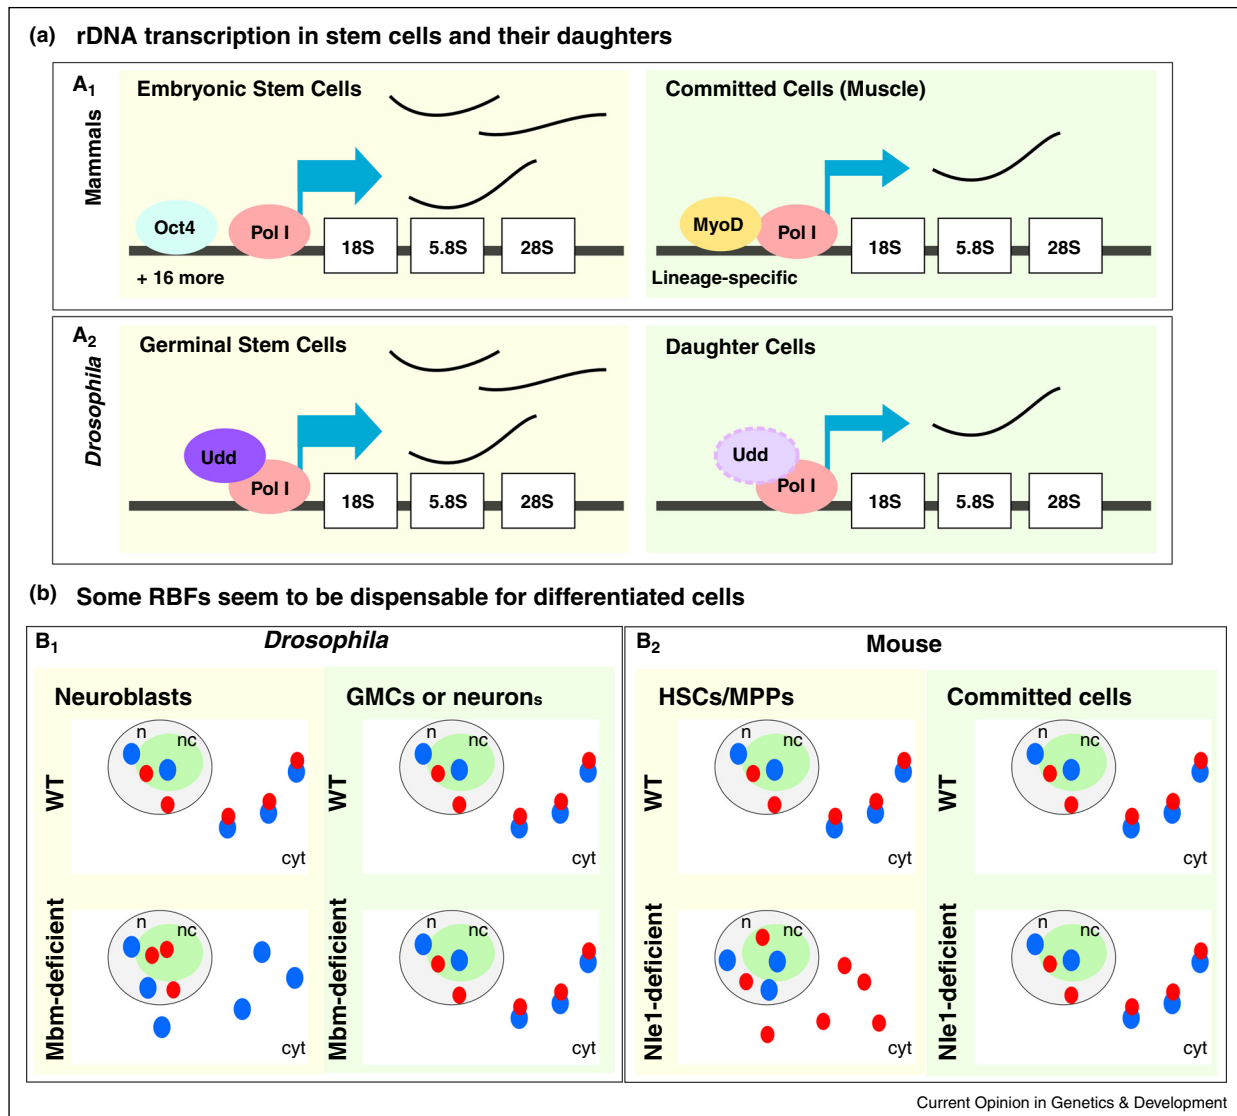 (a) rDNA transcription in stem cells and their daughters
A1
Mammals
Embryonic Stem Cells
Oct4
Pol I
18S
5.8S
28S
+ 16 more
Committed Cells (Muscle)
MyoD
Pol I
18S
5.8S
28S
Lineage-specific
A2
Drosophila
Germinal Stem Cells
Udd
Pol I
18S
5.8S
28S
Daughter Cells
Udd
Pol I
18S
5.8S
28S
(b) Some RBFs seem to be dispensable for differentiated cells
B1
Drosophila
Neuroblasts
GMCs or neurons
WT
n
nc
cyt
WT
n
nc
cyt
Mbm-deficient
n
nc
cyt
Mbm-deficient
n
nc
cyt
B2
Mouse
HSCs/MPPs
Committed cells
WT
n
nc
cyt
WT
n
nc
cyt
Nle1-deficient
n
nc
cyt
Nle1-deficient
n
nc
cyt
Current Opinion in Genetics & Development